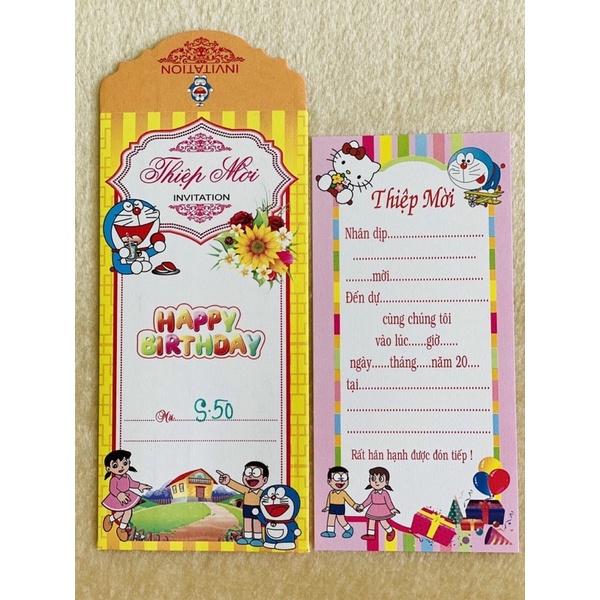 INVITATION
Thiệp Mời
INVITATION
HAPPY
BIRTHDAY
Mời S.50
Thiệp Mời
Nhân dịp........................
....................................
........mời......................
Đến dự..........................
cùng chúng tôi
vào lúc......giờ......
ngày......tháng.....năm 20....
tại...............................
....................................
....................................
Rất hân hạnh được đón tiếp !